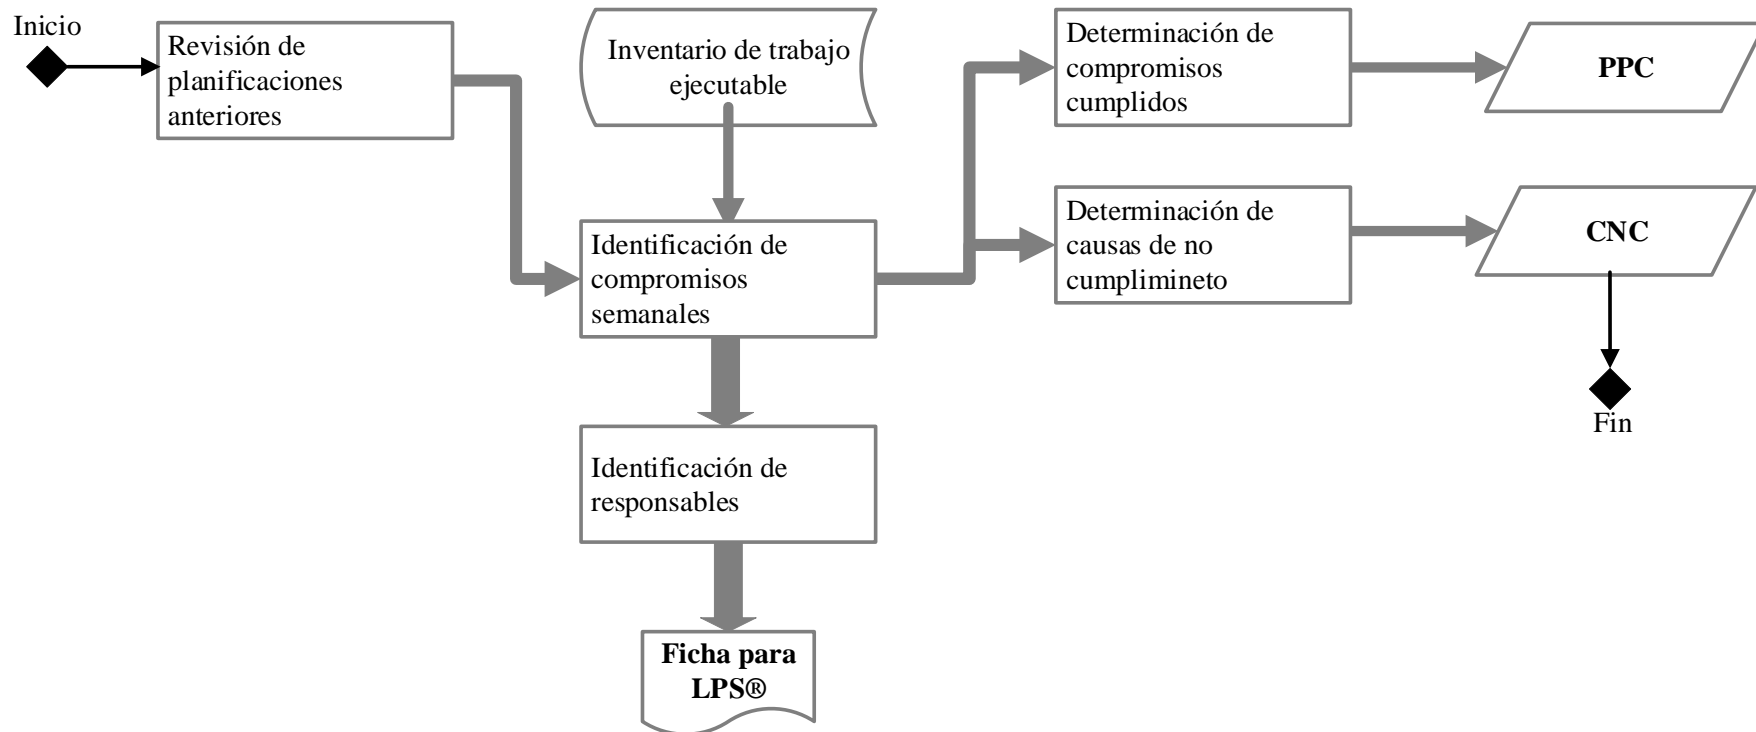 Inicio
Revisión de
planificaciones
anteriores
Inventario de trabajo
ejecutable
Determinación de
compromisos
cumplidos
PPC
Identificación de
compromisos
semanales
Determinación de
causas de no
cumplimineto
CNC
Fin
Identificación de
responsables
Ficha para
LPS®